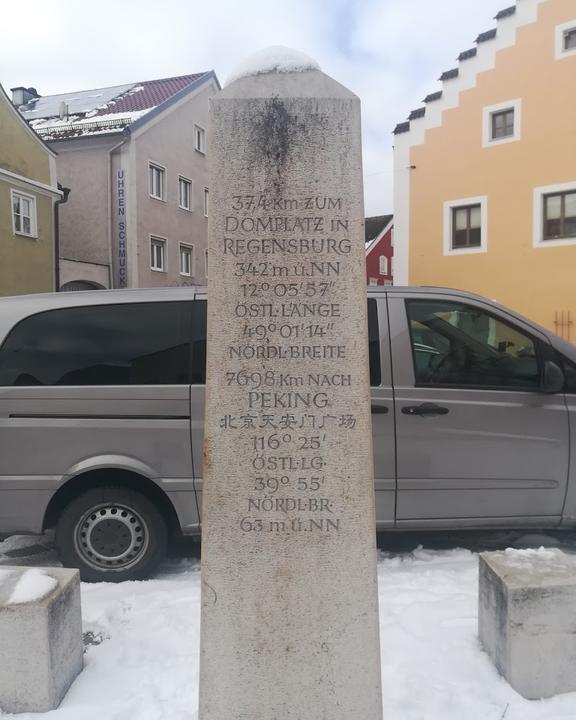 UHREN SCHMUCK
37,4 Km ZUM
DOMPLATZ IN
REGENSBURG
342 m ü.NN
12° 05' 57"
ÖSTL·LÄNGE
49° 01' 14"
NÖRDL·BREITE
7698 Km NACH
PEKING
北京天安门广场
116° 25'
ÖSTL·LG·
39° 55'
NÖRDL·BR·
63 m ü.NN